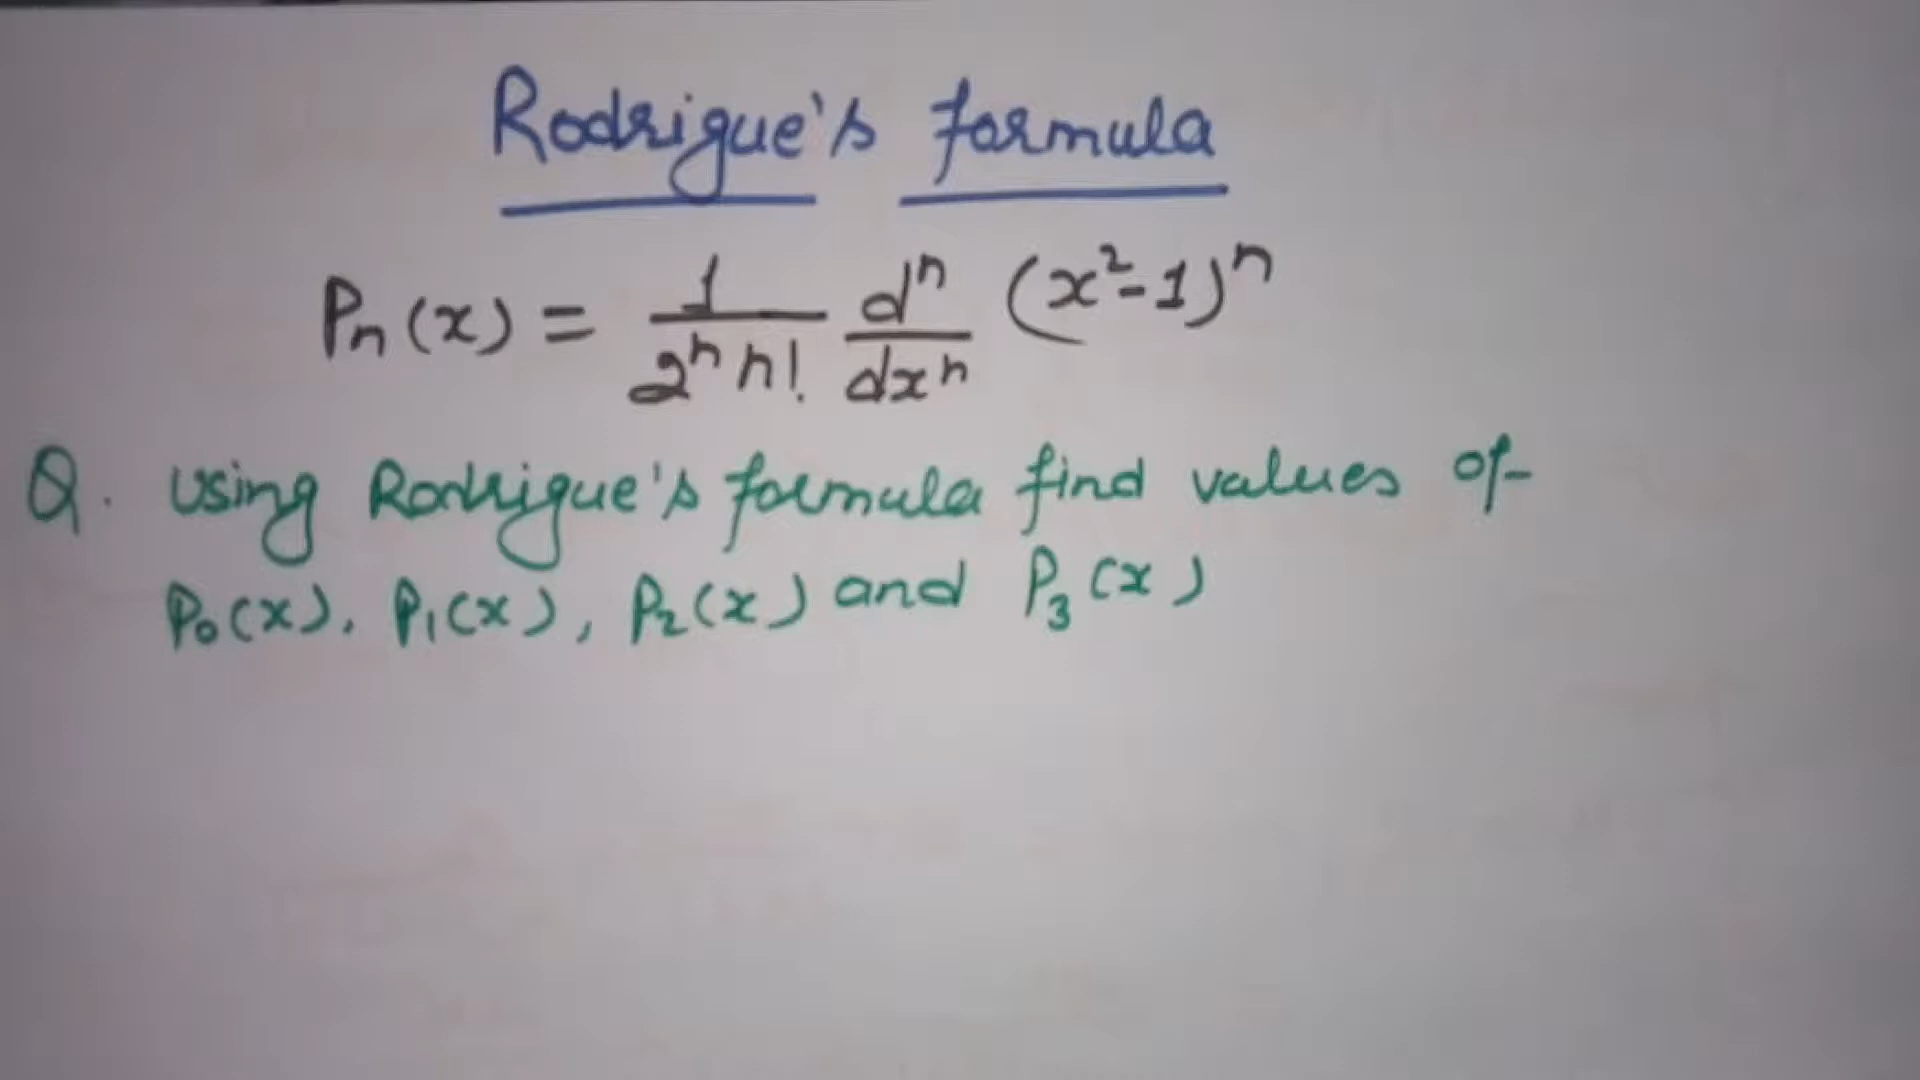 Rodrigue's formula
Pn(x) = 1/(2^n n!) d^n/dx^n (x^2-1)^n
Q. Using Rodrigue's formula find values of
P0(x). P1(x), P2(x) and P3(x)